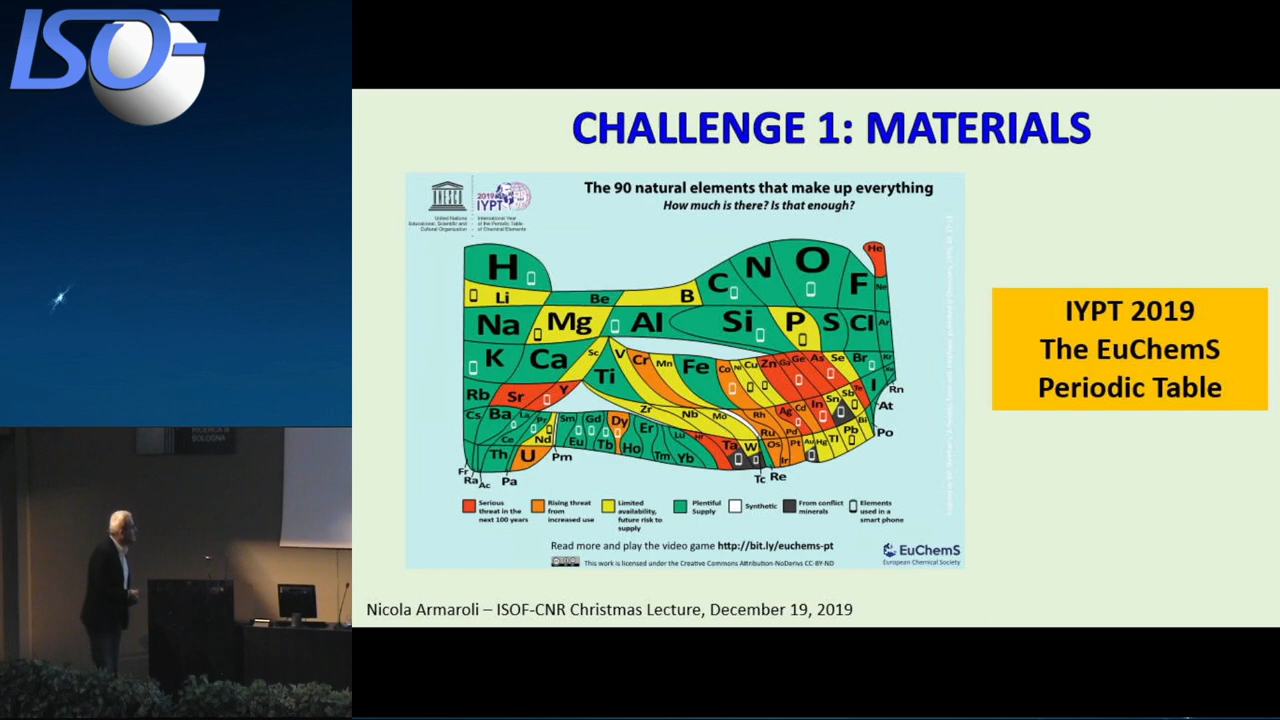 ISOF
CHALLENGE 1: MATERIALS
UNESCO
United Nations
Educational, Scientific and
Cultural Organization
2019
IYPT
International Year
of the Periodic Table
of Chemical Elements
The 90 natural elements that make up everything
How much is there? Is that enough?
H C N O F He
Li Be B Ne
Na Mg Al Si P S Cl Ar
K Ca Sc Ti V Cr Mn Fe Co Ni Cu Zn Ga Ge As Se Br Kr
Rb Sr Y Zr Nb Mo Ru Rh Pd Ag Cd In Sn Sb Te I
Cs Ba La Ce Pr Nd Sm Eu Gd Tb Dy Ho Er Tm Yb Lu Hf Ta W Os Ir Pt Au Hg Tl Pb Bi
Th U
Rn
At
Po
Fr
Ra
Ac
Pa
Pm
Tc
Re
Serious
threat in the
next 100 years
Rising threat
from
increased use
Limited
availability,
future risk to
supply
Plentiful
Supply
Synthetic
From conflict
minerals
Elements
used in a
smart phone
Read more and play the video game http://bit.ly/euchems-pt
This work is licensed under the Creative Commons Attribution-NoDerivs CC-BY-ND
EuChemS
European Chemical Society
IYPT 2019
The EuChemS
Periodic Table
Nicola Armaroli – ISOF-CNR Christmas Lecture, December 19, 2019
RICERCA DI
BOLOGNA